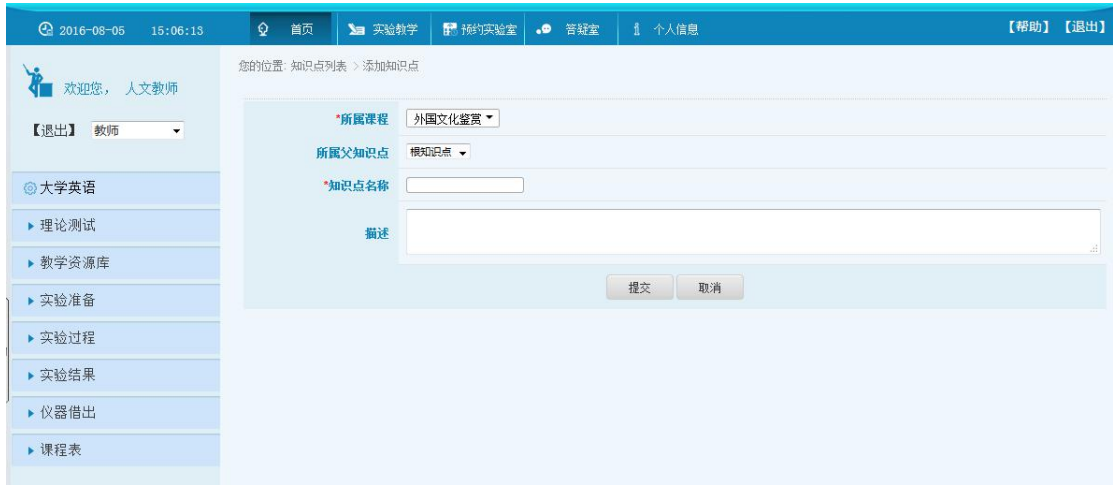 2016-08-05 15:06:13 首页 实验教学 预约实验室 答疑室 个人信息 【帮助】 【退出】
欢迎您， 人文教师
【退出】 教师
大学英语
理论测试
教学资源库
实验准备
实验过程
实验结果
仪器借出
课程表
您的位置: 知识点列表 > 添加知识点
*所属课程 外国文化鉴赏
所属父知识点 根知识点
*知识点名称
描述
提交 取消